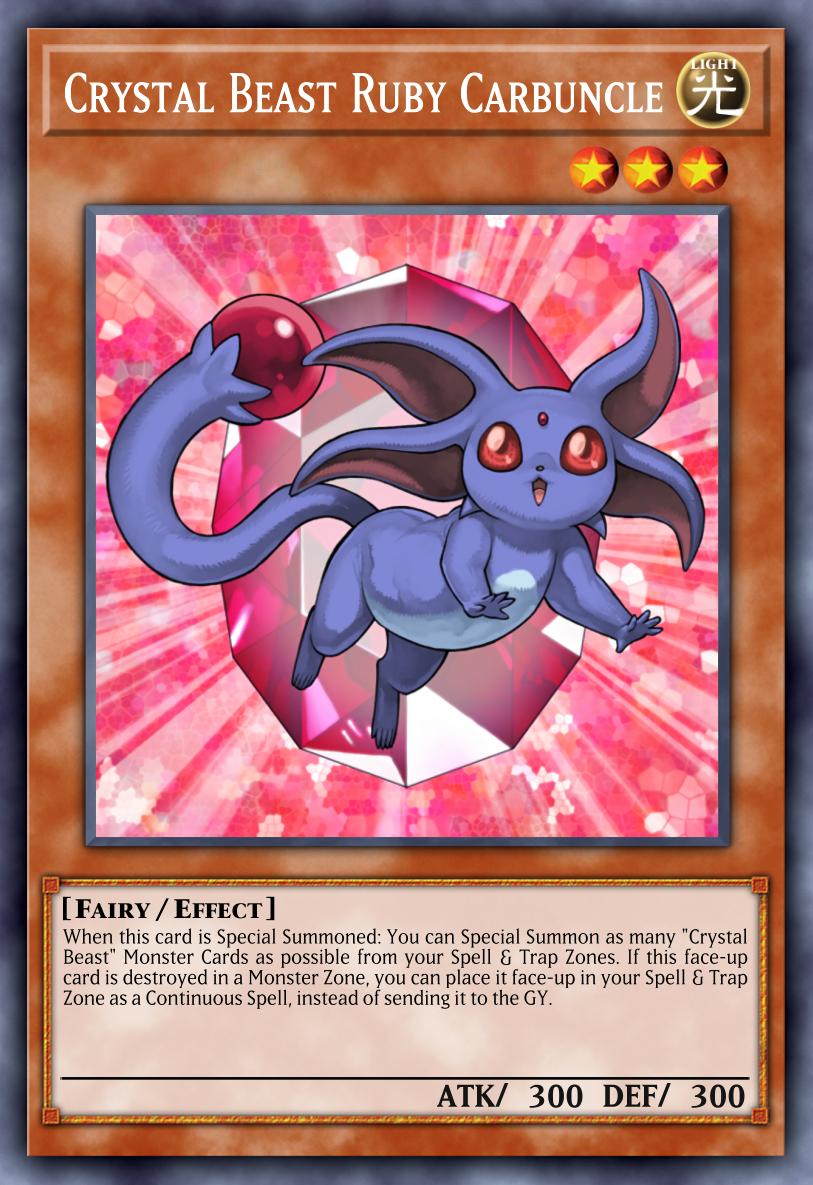 Crystal Beast Ruby Carbuncle
LIGHT
光
[ Fairy / Effect ]
When this card is Special Summoned: You can Special Summon as many "Crystal
Beast" Monster Cards as possible from your Spell & Trap Zones. If this face-up
card is destroyed in a Monster Zone, you can place it face-up in your Spell & Trap
Zone as a Continuous Spell, instead of sending it to the GY.
ATK/ 300 DEF/ 300